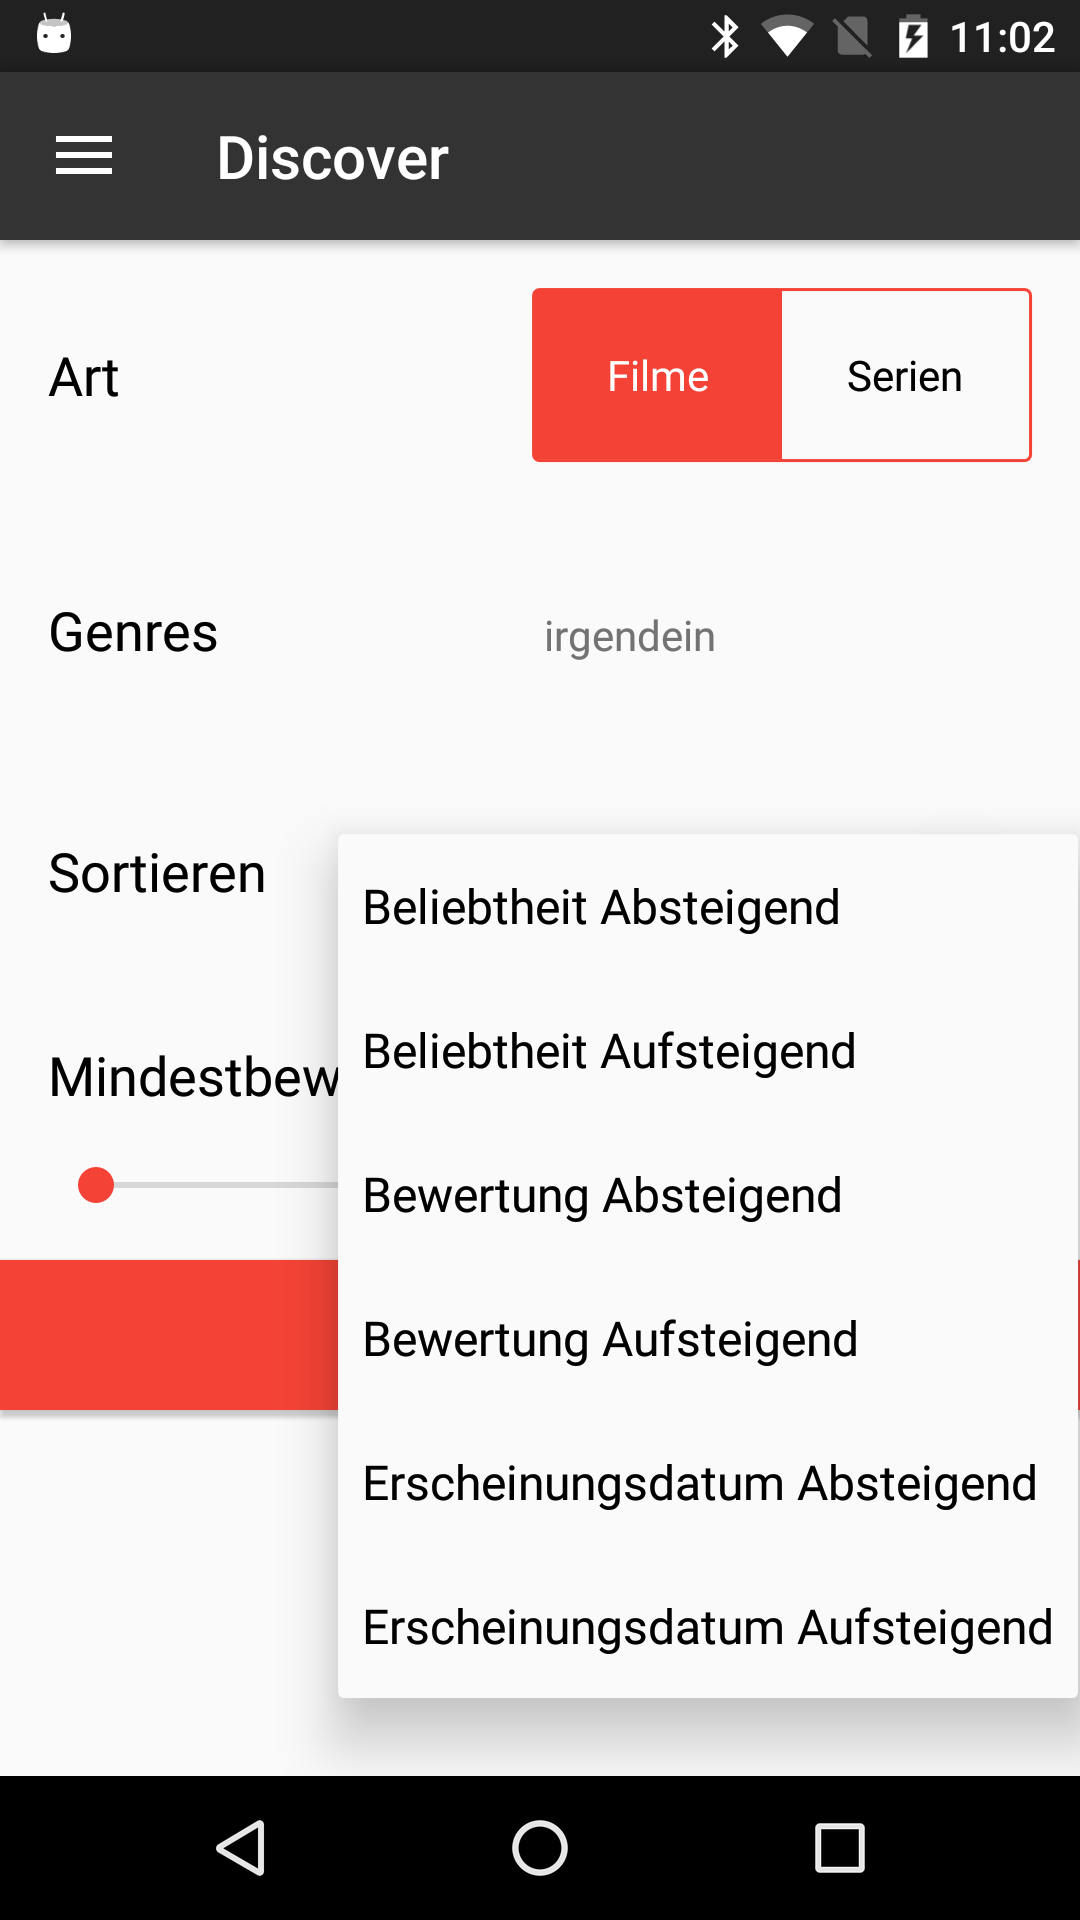 11:02
Discover
Art
Filme
Serien
Genres
irgendein
Sortieren
Beliebtheit Absteigend
Beliebtheit Aufsteigend
Mindestbew
Bewertung Absteigend
Bewertung Aufsteigend
Erscheinungsdatum Absteigend
Erscheinungsdatum Aufsteigend